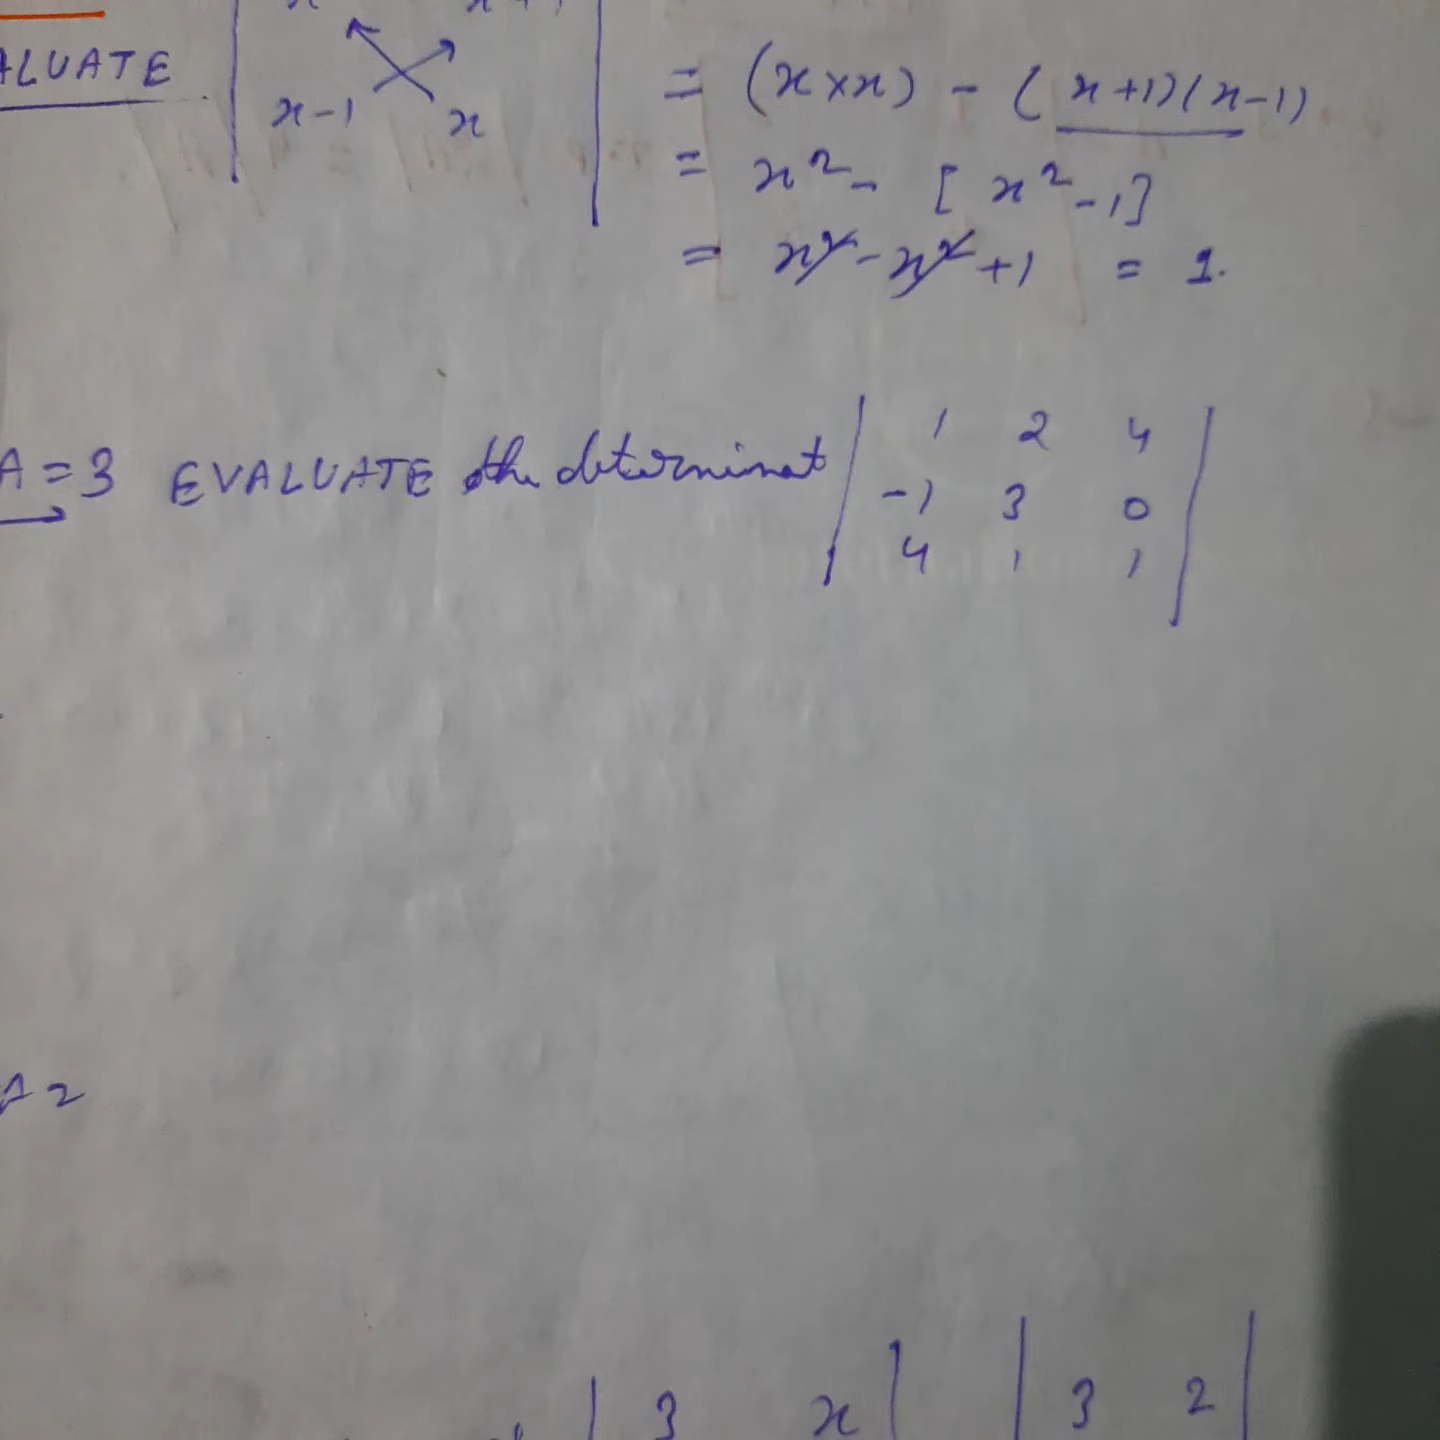 ALUATE | x-1 x | = (x × x) - (x+1)(x-1)
= x² - [x² -1]
= x² - x² +1 = 1.
A = 3 EVALUATE the determinat | 1 2 4 |
-1 3 0
4 1 1
A2
| 3 x | | 3 2 |